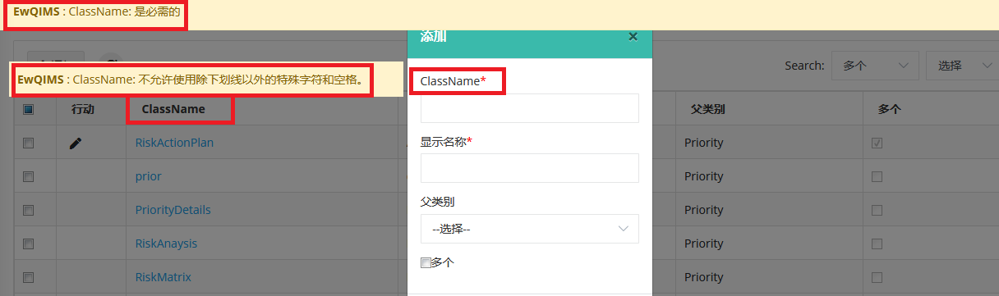 EwQIMS : ClassName: 是必需的
添加
EwQIMS : ClassName: 不允许使用除下划线以外的特殊字符和空格。
Search: 多个 选择
ClassName*
行动 ClassName 父类别 多个
RiskActionPlan Priority
显示名称*
prior Priority
父类别
PriorityDetails Priority
--选择--
RiskAnaysis Priority
多个
RiskMatrix Priority